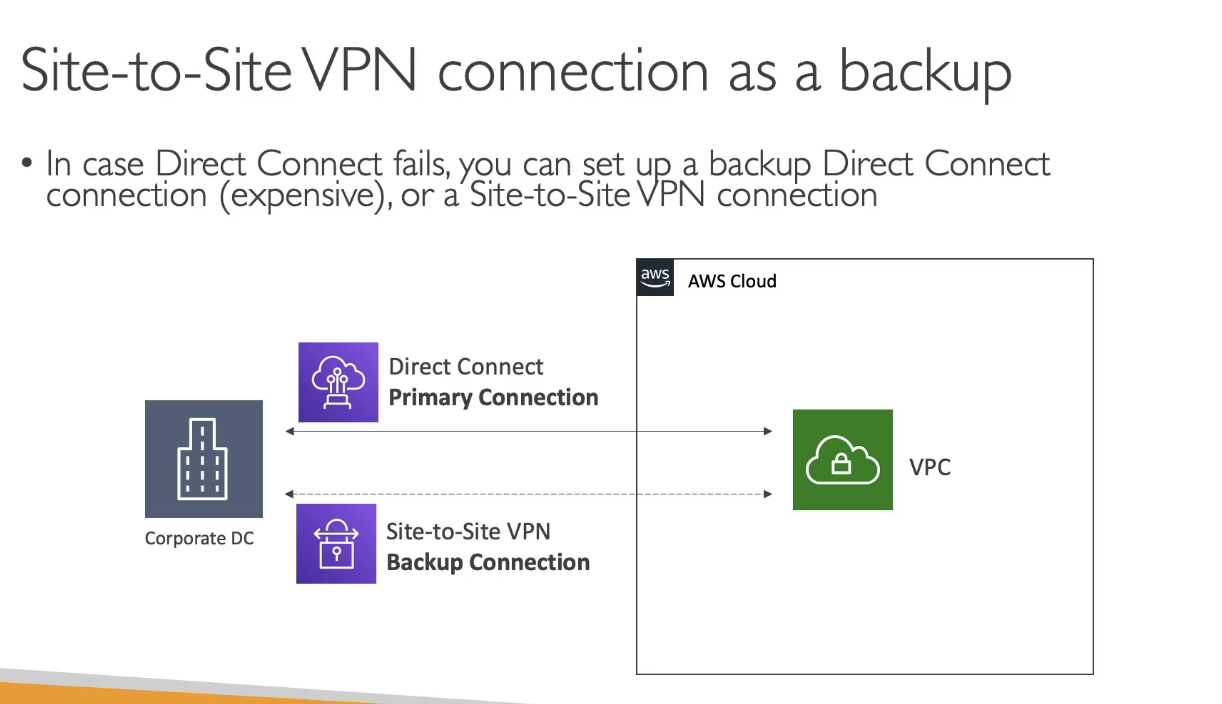 Site-to-Site VPN connection as a backup
• In case Direct Connect fails, you can set up a backup Direct Connect
connection (expensive), or a Site-to-Site VPN connection
aws
AWS Cloud
Direct Connect
Primary Connection
VPC
Corporate DC
Site-to-Site VPN
Backup Connection